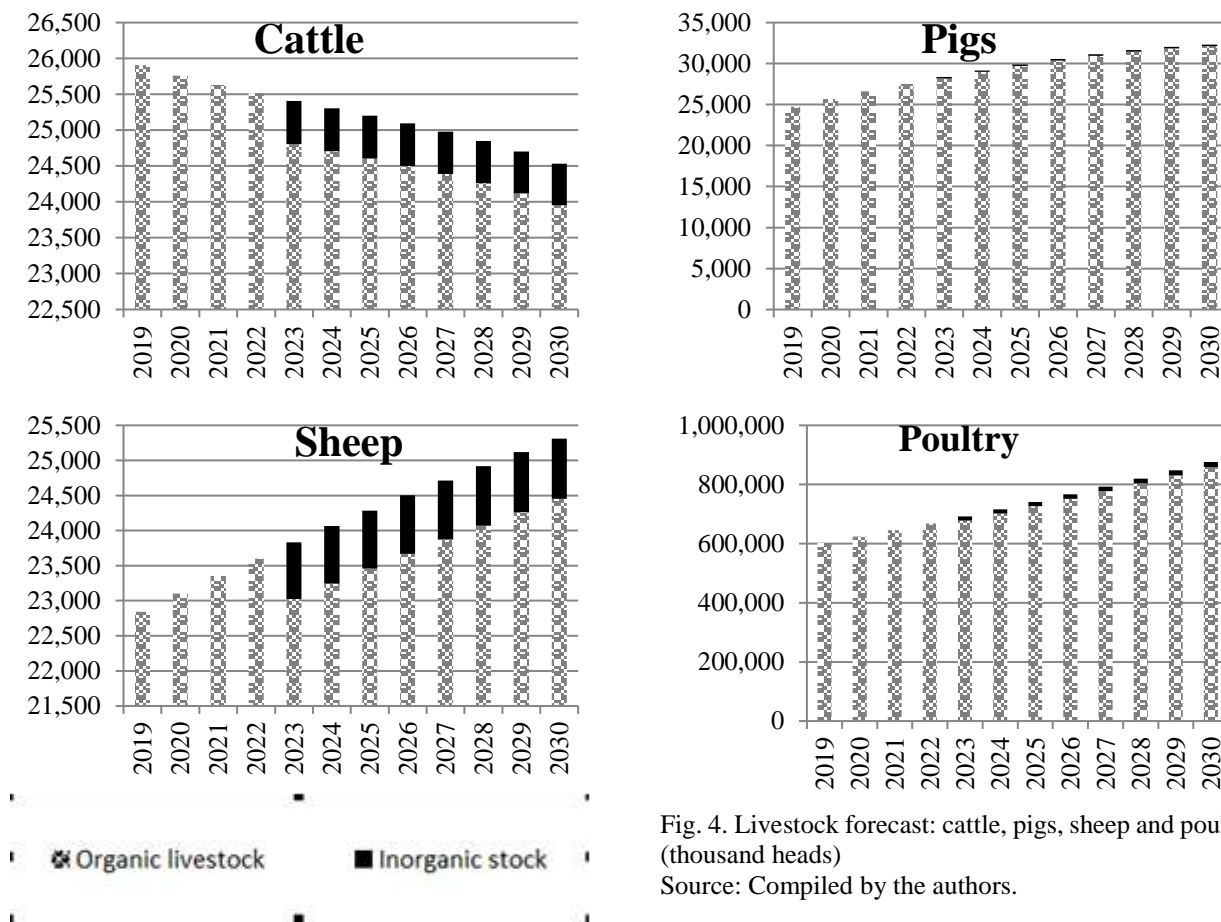 Cattle
26,500
26,000
25,500
25,000
24,500
24,000
23,500
23,000
22,500
2019 2020 2021 2022 2023 2024 2025 2026 2027 2028 2029 2030
Pigs
35,000
30,000
25,000
20,000
15,000
10,000
5,000
0
2019 2020 2021 2022 2023 2024 2025 2026 2027 2028 2029 2030
Sheep
25,500
25,000
24,500
24,000
23,500
23,000
22,500
22,000
21,500
2019 2020 2021 2022 2023 2024 2025 2026 2027 2028 2029 2030
Poultry
1,000,000
800,000
600,000
400,000
200,000
0
2019 2020 2021 2022 2023 2024 2025 2026 2027 2028 2029 2030
Organic livestock Inorganic stock
Fig. 4. Livestock forecast: cattle, pigs, sheep and poul
(thousand heads)
Source: Compiled by the authors.